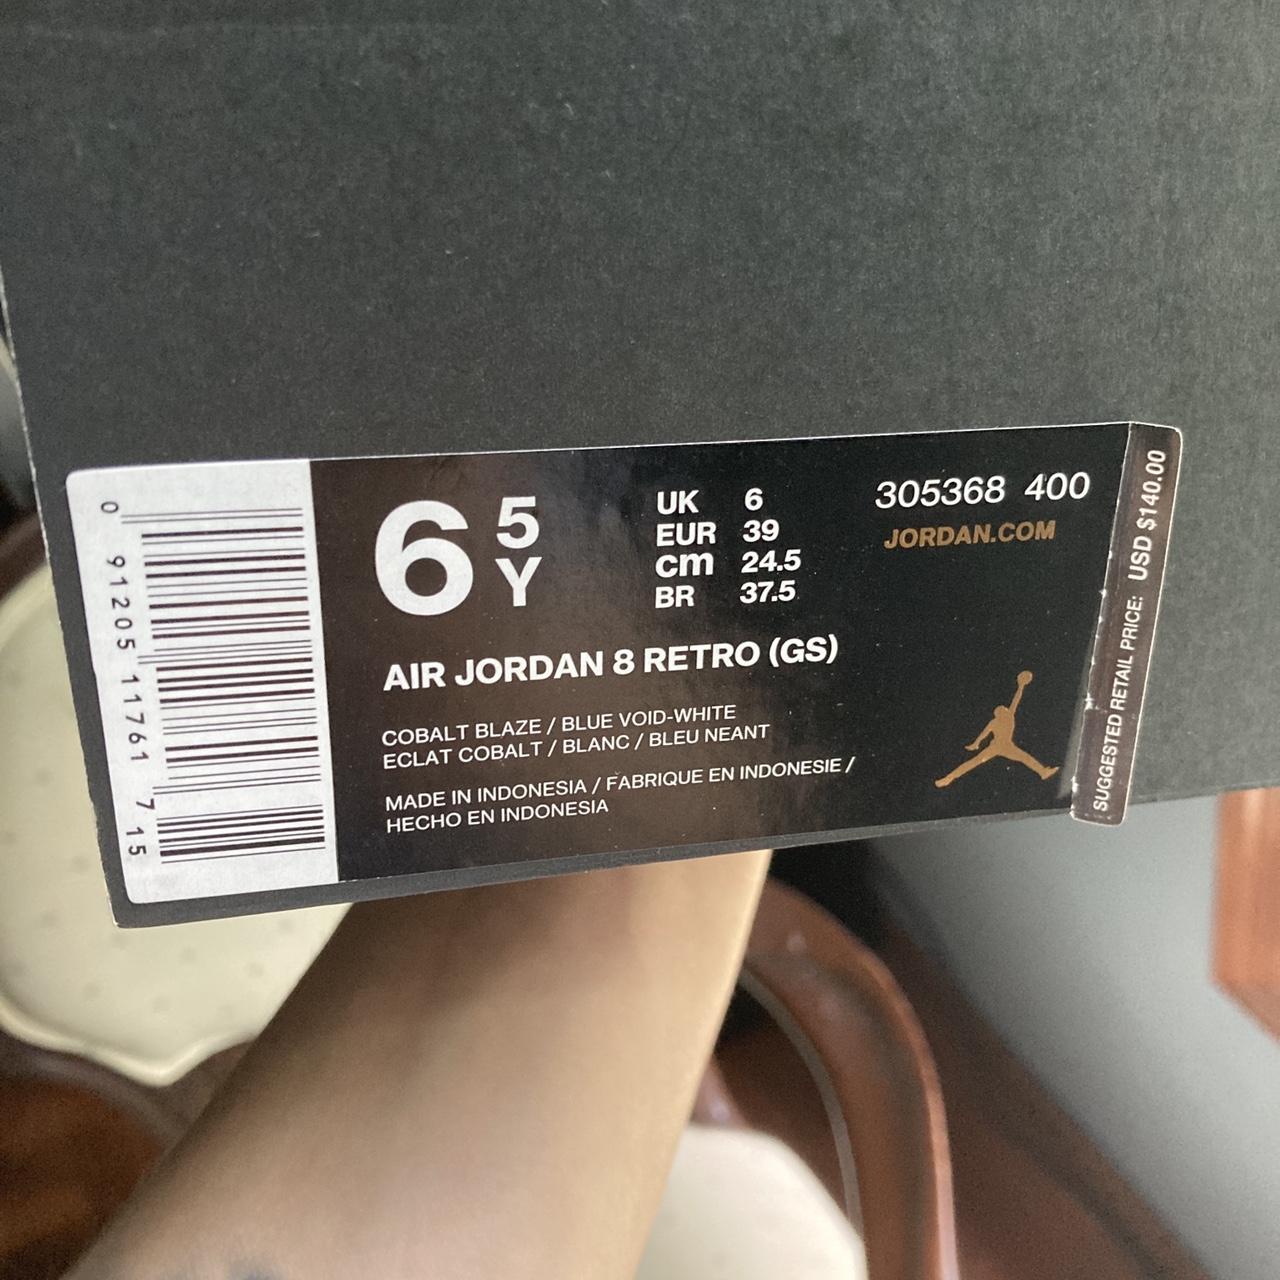 0 91205 11761 7 15
6 5 Y
UK 6
EUR 39
cm 24.5
BR 37.5
305368 400
JORDAN.COM
AIR JORDAN 8 RETRO (GS)
COBALT BLAZE / BLUE VOID-WHITE
ECLAT COBALT / BLANC / BLEU NEANT
MADE IN INDONESIA / FABRIQUE EN INDONESIE /
HECHO EN INDONESIA
SUGGESTED RETAIL PRICE: USD $140.00